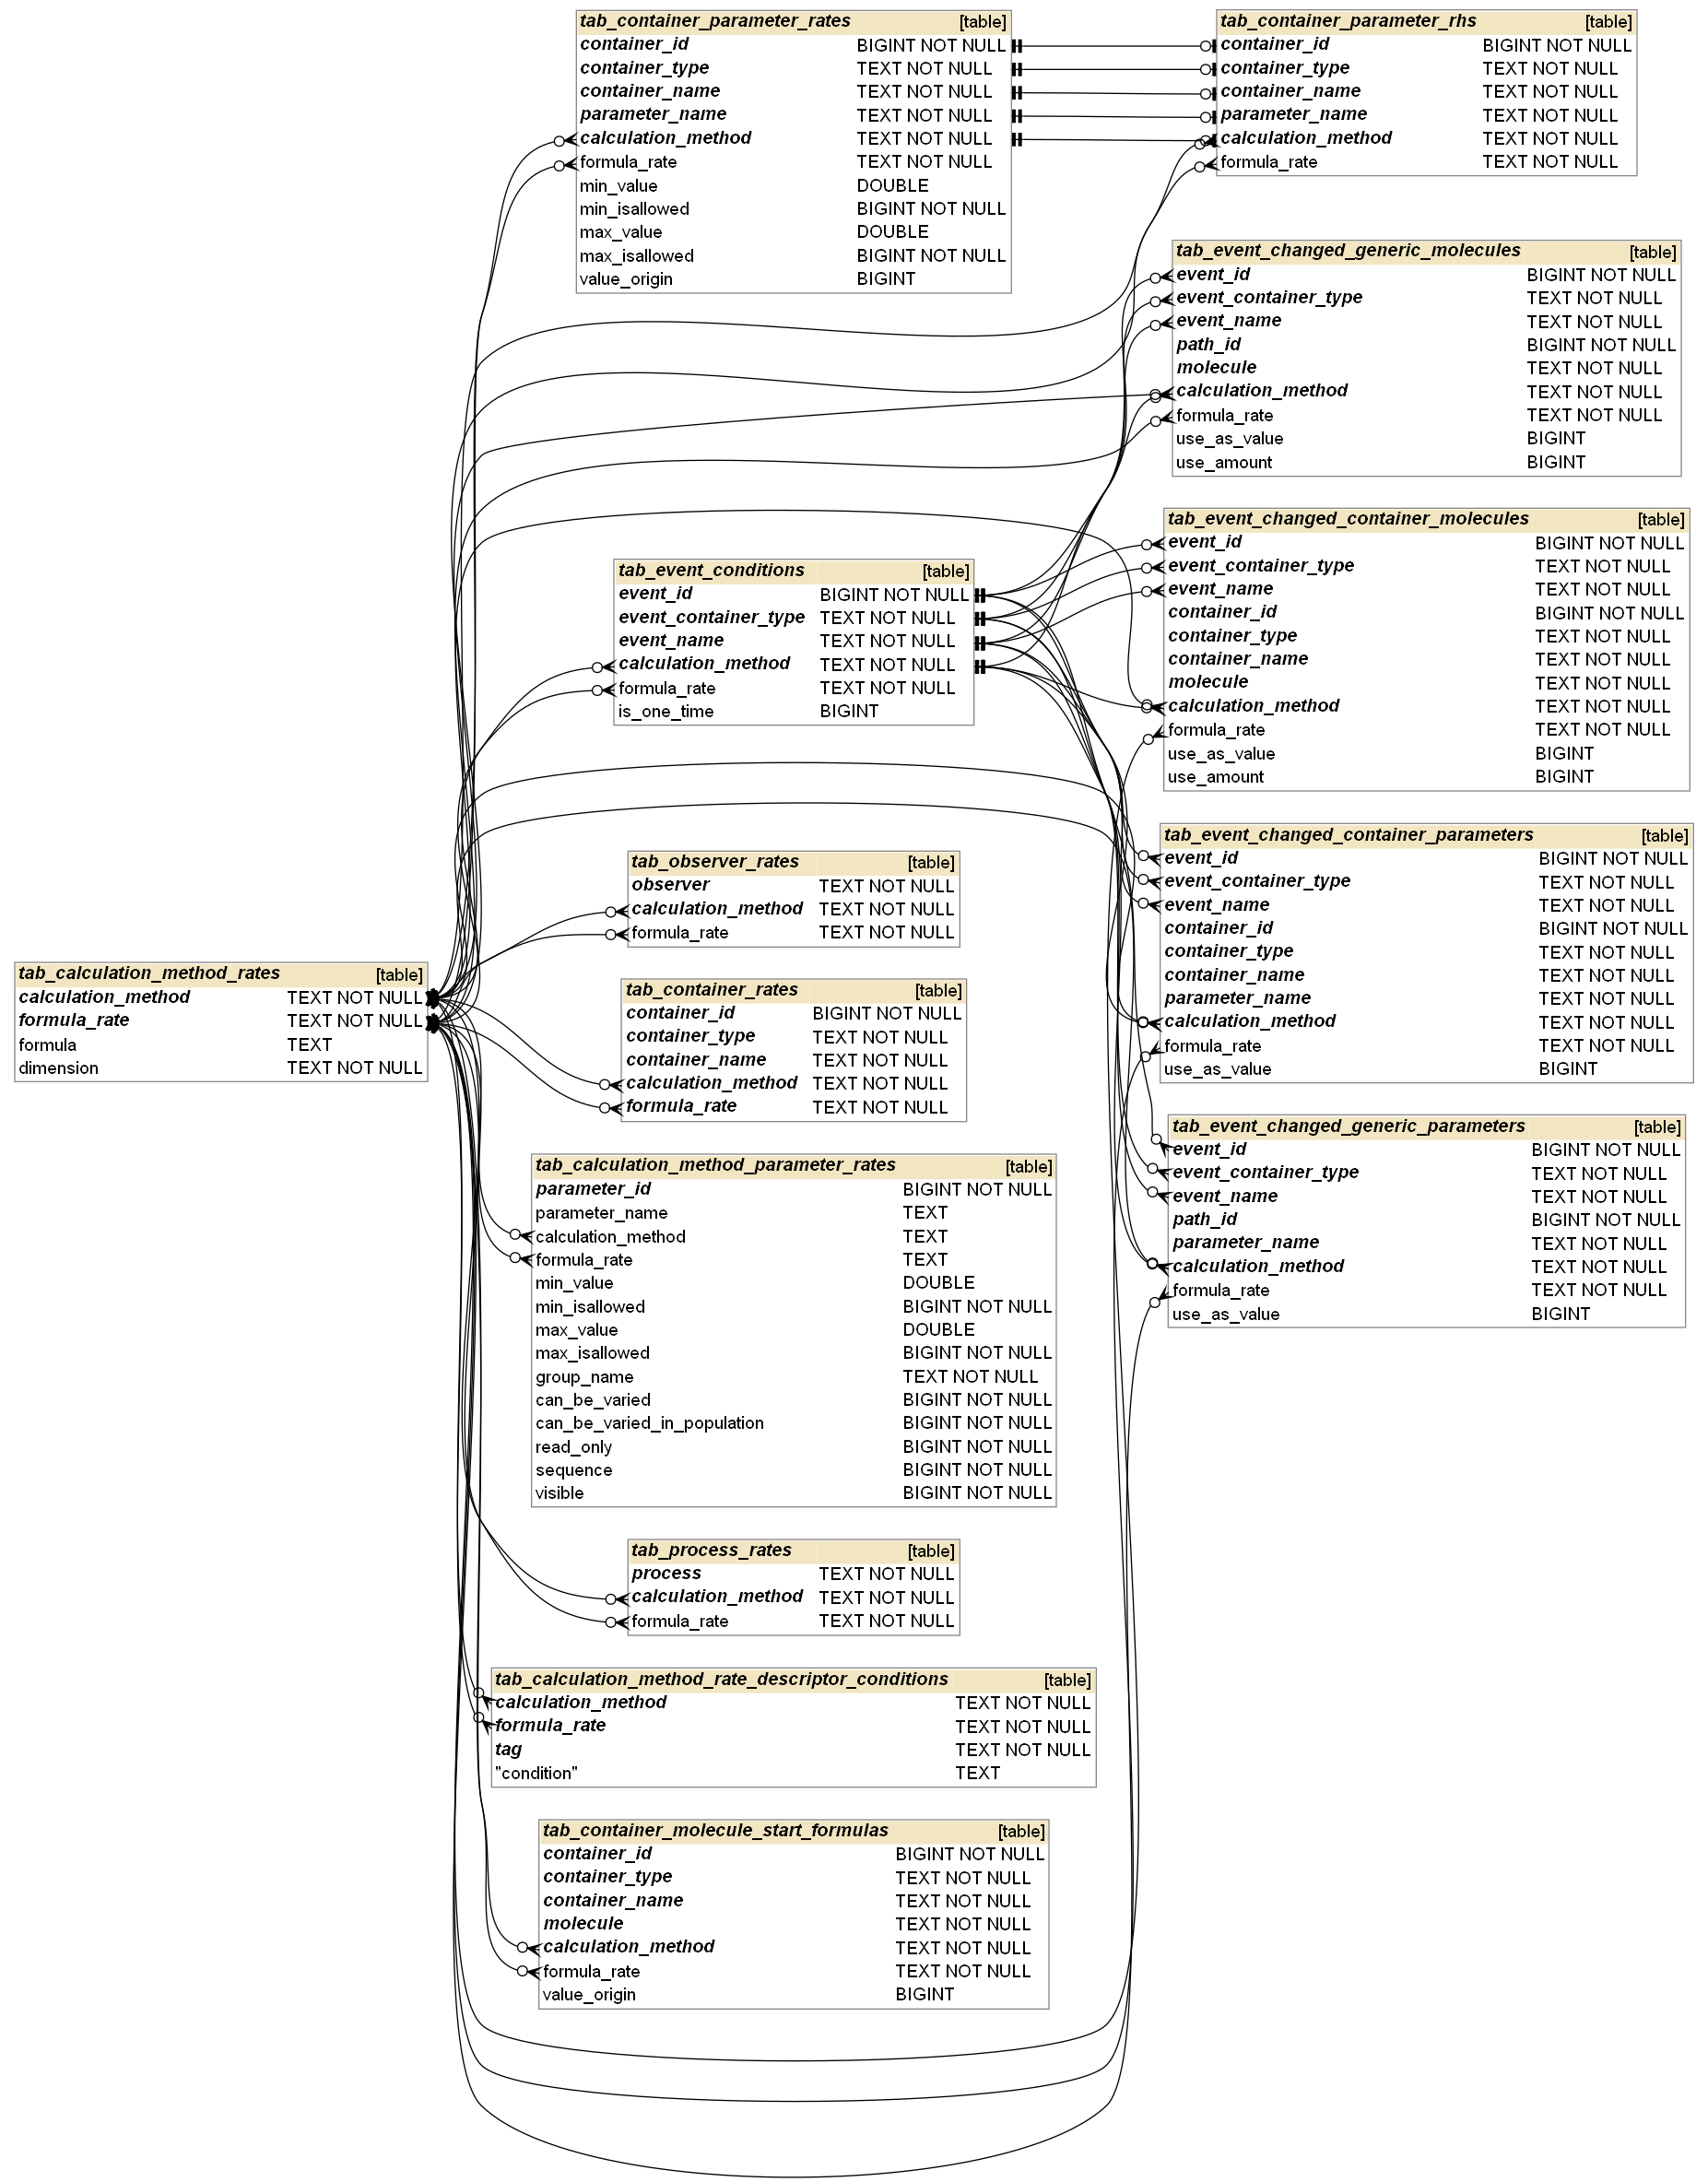 tab_container_parameter_rates [table]
container_id BIGINT NOT NULL
container_type TEXT NOT NULL
container_name TEXT NOT NULL
parameter_name TEXT NOT NULL
calculation_method TEXT NOT NULL
formula_rate TEXT NOT NULL
min_value DOUBLE
min_isallowed BIGINT NOT NULL
max_value DOUBLE
max_isallowed BIGINT NOT NULL
value_origin BIGINT
tab_container_parameter_rhs [table]
container_id BIGINT NOT NULL
container_type TEXT NOT NULL
container_name TEXT NOT NULL
parameter_name TEXT NOT NULL
calculation_method TEXT NOT NULL
formula_rate TEXT NOT NULL
tab_event_changed_generic_molecules [table]
event_id BIGINT NOT NULL
event_container_type TEXT NOT NULL
event_name TEXT NOT NULL
path_id BIGINT NOT NULL
molecule TEXT NOT NULL
calculation_method TEXT NOT NULL
formula_rate TEXT NOT NULL
use_as_value BIGINT
use_amount BIGINT
tab_event_changed_container_molecules [table]
event_id BIGINT NOT NULL
event_container_type TEXT NOT NULL
event_name TEXT NOT NULL
container_id BIGINT NOT NULL
container_type TEXT NOT NULL
container_name TEXT NOT NULL
molecule TEXT NOT NULL
calculation_method TEXT NOT NULL
formula_rate TEXT NOT NULL
use_as_value BIGINT
use_amount BIGINT
tab_event_conditions [table]
event_id BIGINT NOT NULL
event_container_type TEXT NOT NULL
event_name TEXT NOT NULL
calculation_method TEXT NOT NULL
formula_rate TEXT NOT NULL
is_one_time BIGINT
tab_event_changed_container_parameters [table]
event_id BIGINT NOT NULL
event_container_type TEXT NOT NULL
event_name TEXT NOT NULL
container_id BIGINT NOT NULL
container_type TEXT NOT NULL
container_name TEXT NOT NULL
parameter_name TEXT NOT NULL
calculation_method TEXT NOT NULL
formula_rate TEXT NOT NULL
use_as_value BIGINT
tab_observer_rates [table]
observer TEXT NOT NULL
calculation_method TEXT NOT NULL
formula_rate TEXT NOT NULL
tab_calculation_method_rates [table]
calculation_method TEXT NOT NULL
formula_rate TEXT NOT NULL
formula TEXT
dimension TEXT NOT NULL
tab_container_rates [table]
container_id BIGINT NOT NULL
container_type TEXT NOT NULL
container_name TEXT NOT NULL
calculation_method TEXT NOT NULL
formula_rate TEXT NOT NULL
tab_event_changed_generic_parameters [table]
event_id BIGINT NOT NULL
event_container_type TEXT NOT NULL
event_name TEXT NOT NULL
path_id BIGINT NOT NULL
parameter_name TEXT NOT NULL
calculation_method TEXT NOT NULL
formula_rate TEXT NOT NULL
use_as_value BIGINT
tab_calculation_method_parameter_rates [table]
parameter_id BIGINT NOT NULL
parameter_name TEXT
calculation_method TEXT
formula_rate TEXT
min_value DOUBLE
min_isallowed BIGINT NOT NULL
max_value DOUBLE
max_isallowed BIGINT NOT NULL
group_name TEXT NOT NULL
can_be_varied BIGINT NOT NULL
can_be_varied_in_population BIGINT NOT NULL
read_only BIGINT NOT NULL
sequence BIGINT NOT NULL
visible BIGINT NOT NULL
tab_process_rates [table]
process TEXT NOT NULL
calculation_method TEXT NOT NULL
formula_rate TEXT NOT NULL
tab_calculation_method_rate_descriptor_conditions [table]
calculation_method TEXT NOT NULL
formula_rate TEXT NOT NULL
tag TEXT NOT NULL
"condition" TEXT
tab_container_molecule_start_formulas [table]
container_id BIGINT NOT NULL
container_type TEXT NOT NULL
container_name TEXT NOT NULL
molecule TEXT NOT NULL
calculation_method TEXT NOT NULL
formula_rate TEXT NOT NULL
value_origin BIGINT